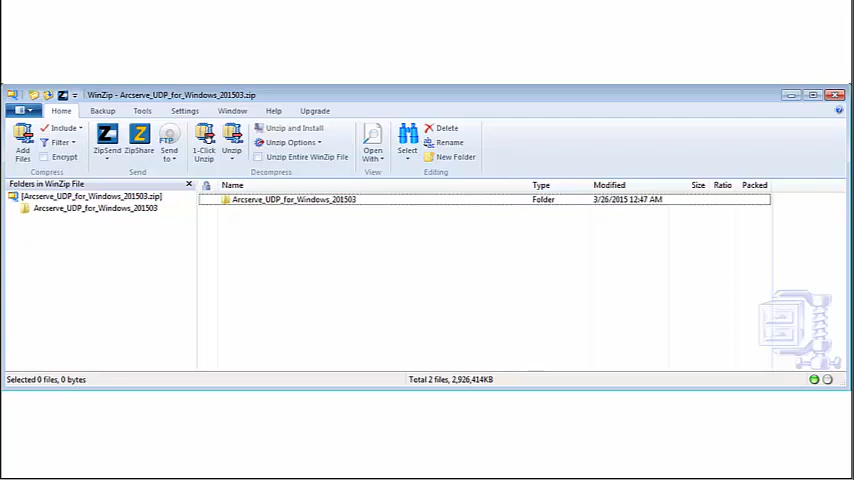 WinZip - Arcserve_UDP_for_Windows_201503.zip
Home Backup Tools Settings Window Help Upgrade
Add Files
Include
Filter
Encrypt
Compress
ZipSend
ZipShare
FTP
Send to
Send
1-Click Unzip
Unzip
Unzip and Install
Unzip Options
Unzip Entire WinZip File
Decompress
Open With
View
Select
Delete
Rename
New Folder
Editing
Folders in WinZip File
[Arcserve_UDP_for_Windows_201503.zip]
Arcserve_UDP_for_Windows_201503
Name Type Modified Size Ratio Packed
Arcserve_UDP_for_Windows_201503 Folder 3/26/2015 12:47 AM
Selected 0 files, 0 bytes
Total 2 files, 2,926,414KB